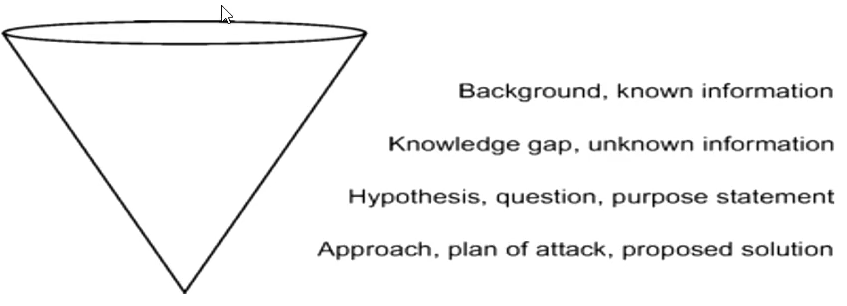 Background, known information
Knowledge gap, unknown information
Hypothesis, question, purpose statement
Approach, plan of attack, proposed solution